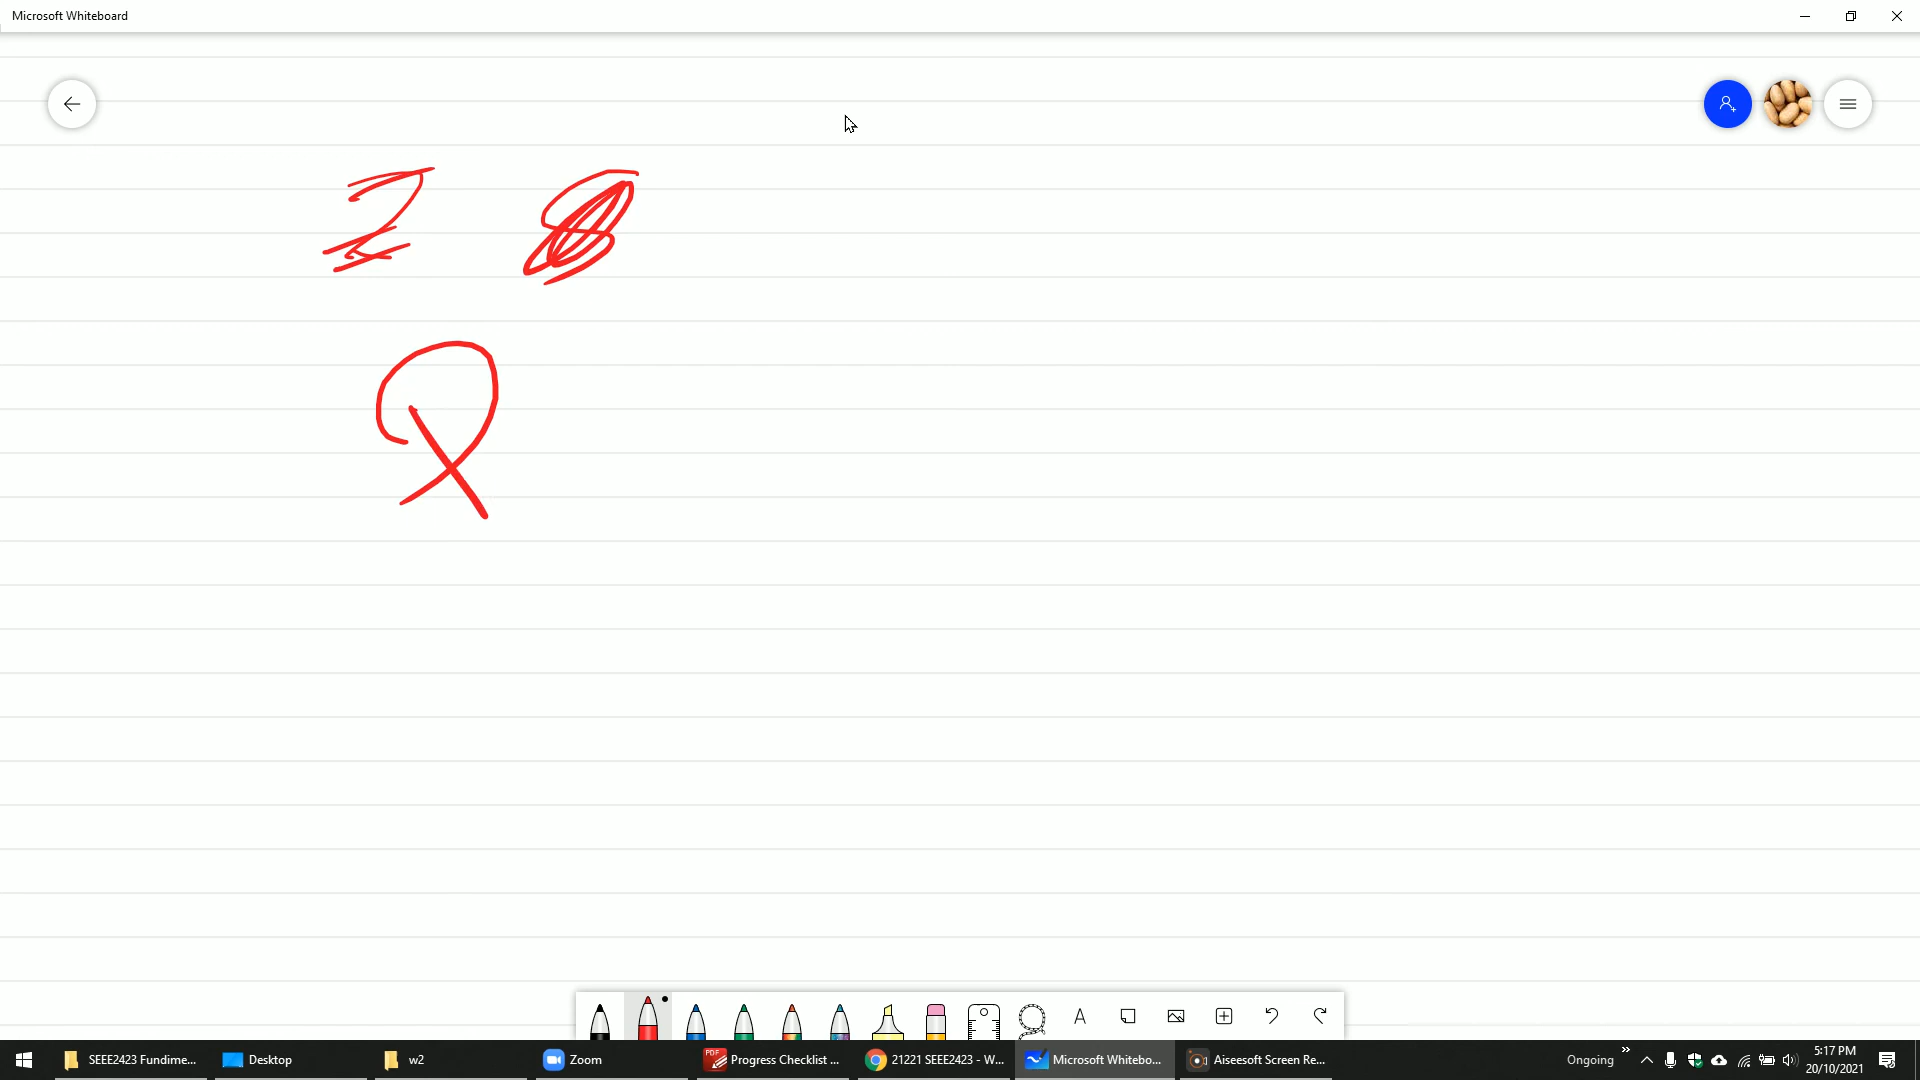 Microsoft Whiteboard
A
SEEE2423 Fundime...
Desktop
w2
Zoom
Progress Checklist ...
21221 SEEE2423 - W...
Microsoft Whitebo...
Aiseesoft Screen Re...
Ongoing
5:17 PM
20/10/2021